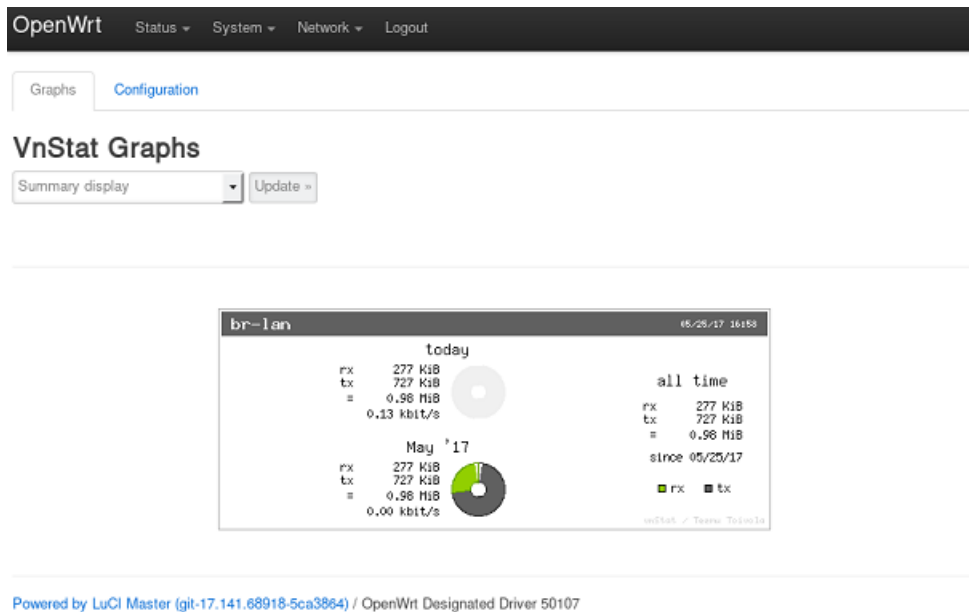 OpenWrt Status System Network Logout
Graphs Configuration
VnStat Graphs
Summary display Update »
br-lan 05/25/17 16:58
today
rx 277 KiB
tx 727 KiB
= 0.98 MiB
0.13 kbit/s
May '17
rx 277 KiB
tx 727 KiB
= 0.98 MiB
0.00 kbit/s
all time
rx 277 KiB
tx 727 KiB
= 0.98 MiB
since 05/25/17
rx tx
vnStat / Teemu Toivola
Powered by LuCI Master (git-17.141.68918-5ca3864) / OpenWrt Designated Driver 50107